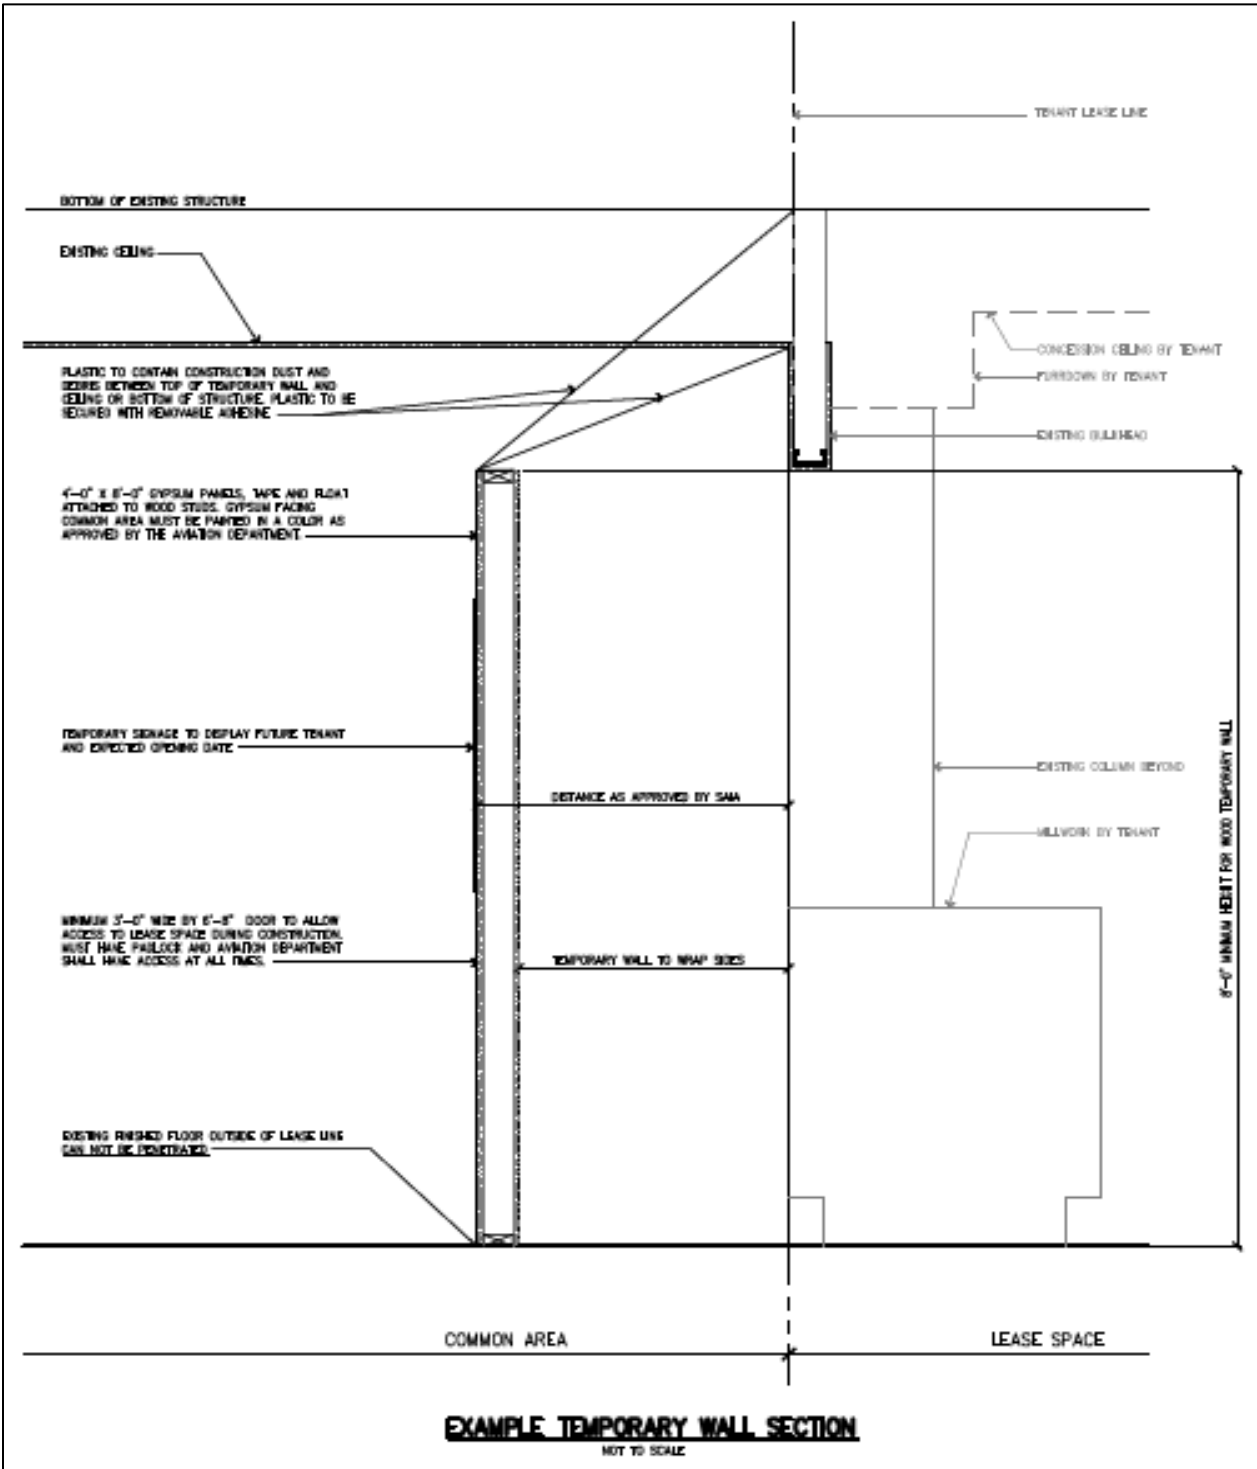 TENANT LEASE LINE
BOTTOM OF EXISTING STRUCTURE
EXISTING CEILING
CONCESSION CEILING BY TENANT
FURRDOWN BY TENANT
PLASTIC TO CONTAIN CONSTRUCTION DUST AND
DEBRIS BETWEEN TOP OF TEMPORARY WALL AND
CEILING OR BOTTOM OF STRUCTURE. PLASTIC TO BE
SECURED WITH REMOVABLE ADHESIVE
EXISTING BULKHEAD
4'-0" X 8'-0" GYPSUM PANELS, TAPE AND FLOAT
ATTACHED TO WOOD STUDS. GYPSUM FACING
COMMON AREA MUST BE PAINTED IN A COLOR AS
APPROVED BY THE AVIATION DEPARTMENT.
TEMPORARY SIGNAGE TO DISPLAY FUTURE TENANT
AND EXPECTED OPENING DATE
EXISTING COLUMN BEYOND
DISTANCE AS APPROVED BY SAIA
MILLWORK BY TENANT
8'-0" MINIMUM HEIGHT FOR WOOD TEMPORARY WALL
MINIMUM 3'-0" WIDE BY 6'-8" DOOR TO ALLOW
ACCESS TO LEASE SPACE DURING CONSTRUCTION.
MUST HAVE PADLOCK AND AVIATION DEPARTMENT
SHALL HAVE ACCESS AT ALL TIMES.
TEMPORARY WALL TO WRAP SIDES
EXISTING FINISHED FLOOR OUTSIDE OF LEASE LINE
CAN NOT BE PENETRATED
COMMON AREA
LEASE SPACE
EXAMPLE TEMPORARY WALL SECTION
NOT TO SCALE